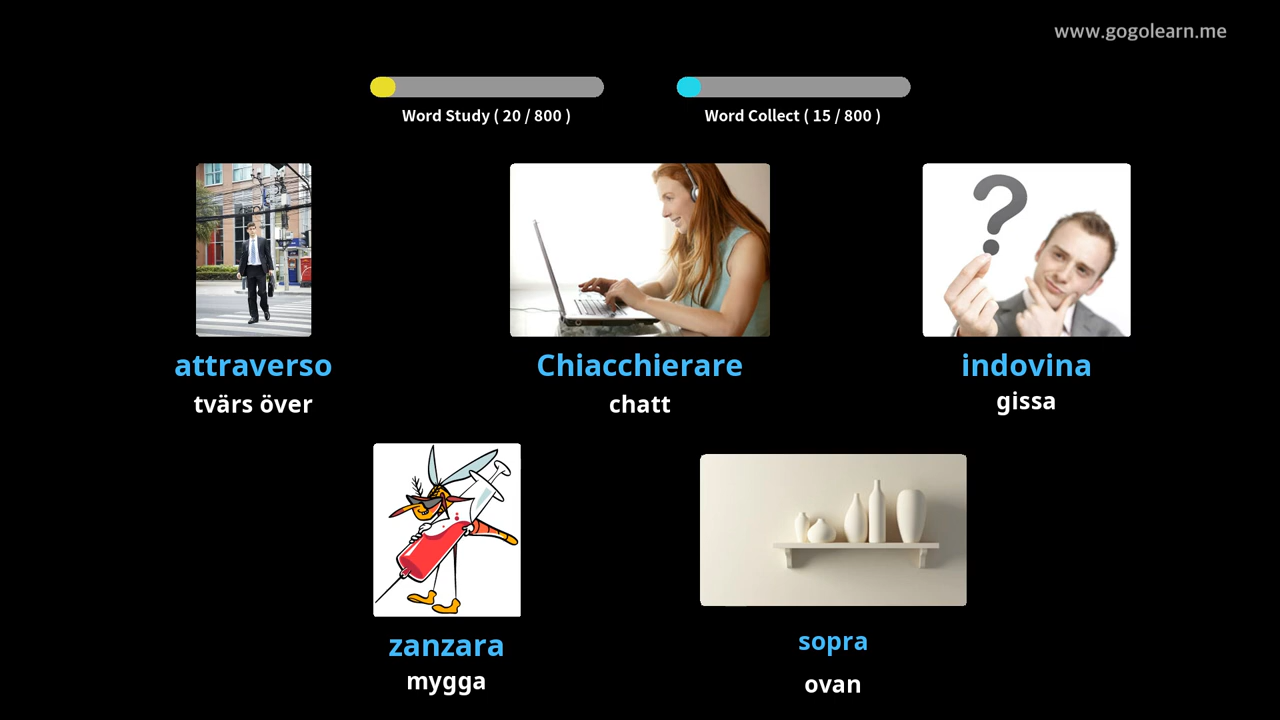 www.gogolearn.me
Word Study ( 20 / 800 )
Word Collect ( 15 / 800 )
attraverso
tvärs över
Chiacchierare
chatt
indovina
gissa
zanzara
mygga
sopra
ovan